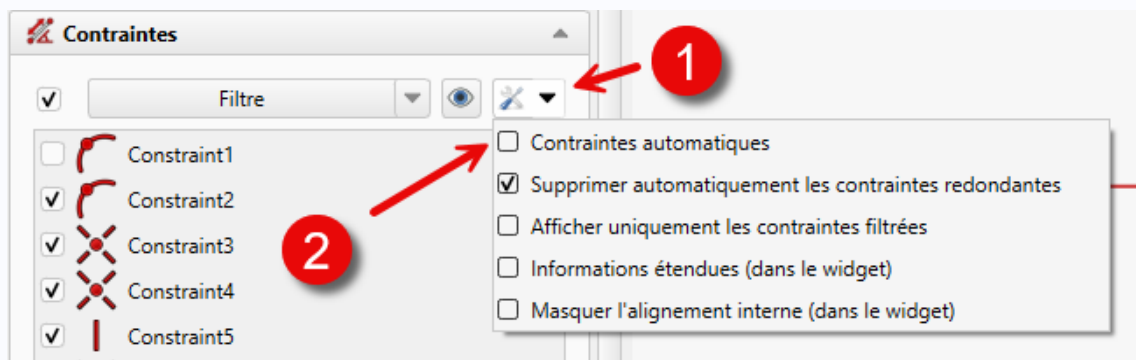 Contraintes
1
Filtre
Constraint1
Contraintes automatiques
Constraint2
Supprimer automatiquement les contraintes redondantes
2
Constraint3
Afficher uniquement les contraintes filtrées
Constraint4
Informations étendues (dans le widget)
Constraint5
Masquer l'alignement interne (dans le widget)